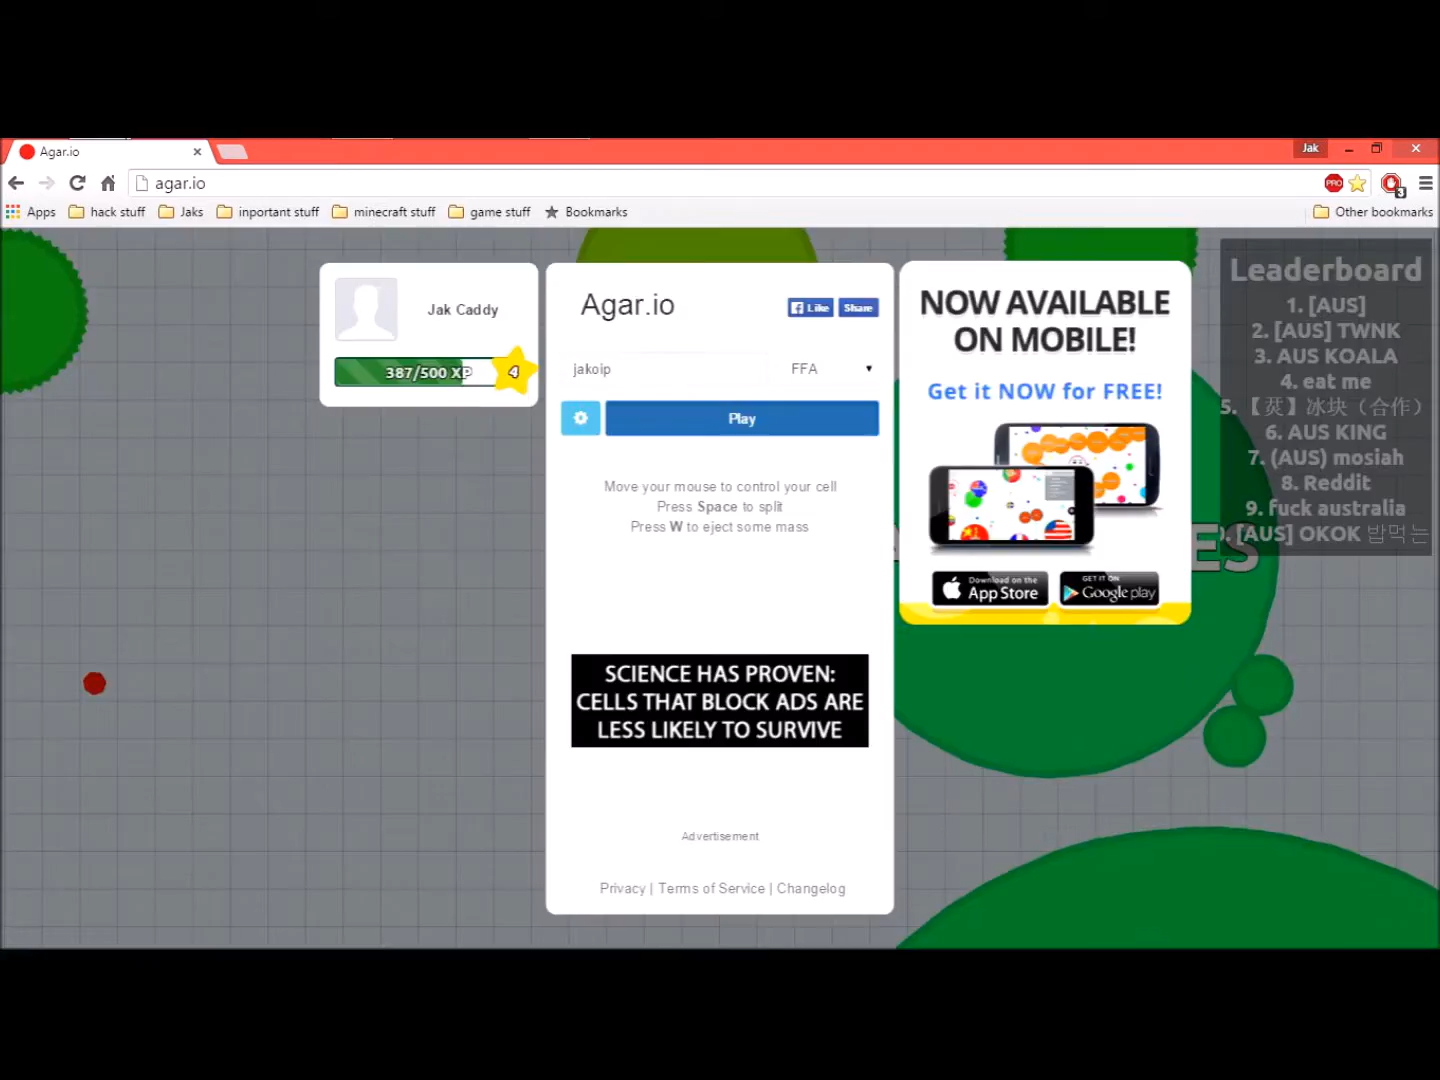 Agar.io
Jak
agar.io
PRO
3
Apps
hack stuff
Jaks
inportant stuff
minecraft stuff
game stuff
Bookmarks
Other bookmarks
Jak Caddy
387/500 XP
4
Agar.io
Like
Share
jakoip
FFA
Play
Move your mouse to control your cell
Press Space to split
Press W to eject some mass
SCIENCE HAS PROVEN:
CELLS THAT BLOCK ADS ARE
LESS LIKELY TO SURVIVE
Advertisement
Privacy | Terms of Service | Changelog
NOW AVAILABLE
ON MOBILE!
Get it NOW for FREE!
Download on the
App Store
GET IT ON
Google play
Leaderboard
1. [AUS]
2. [AUS] TWNK
3. AUS KOALA
4. eat me
5. 【烎】冰块（合作）
6. AUS KING
7. (AUS) mosiah
8. Reddit
9. fuck australia
). [AUS] OKOK 밥먹는
ES